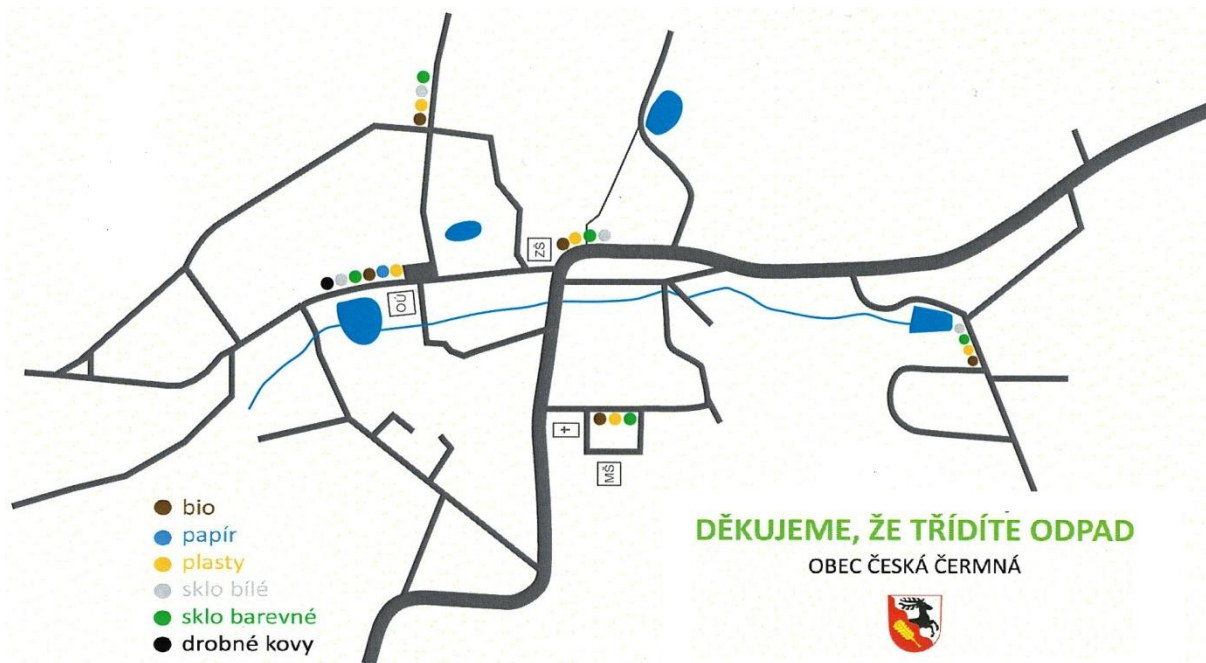 ZŠ
OÚ
MŠ
bio
papír
plasty
sklo bílé
sklo barevné
drobné kovy
DĚKUJEME, ŽE TŘÍDÍTE ODPAD
OBEC ČESKÁ ČERMNÁ